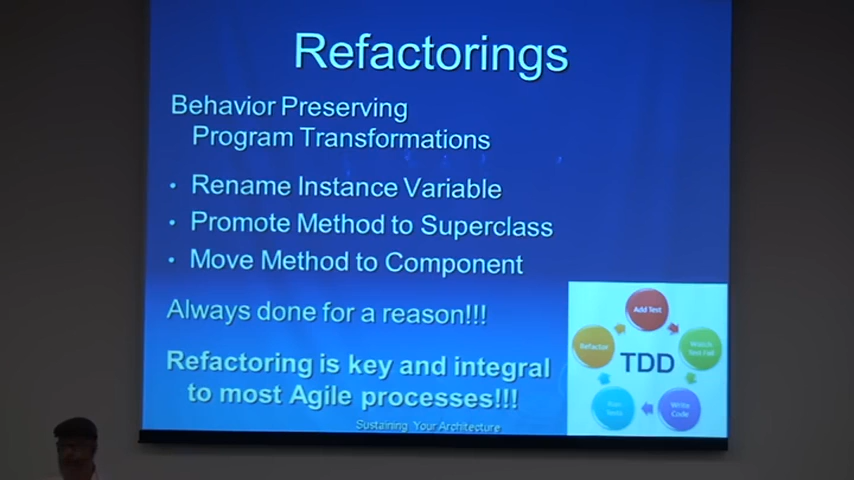 Refactorings
Behavior Preserving
Program Transformations
• Rename Instance Variable
• Promote Method to Superclass
• Move Method to Component
Always done for a reason!!!
Refactoring is key and integral
to most Agile processes!!!
Sustaining Your Architecture
Add Test
Watch
Test Fail
Write
Code
Run
Tests
Refactor
TDD